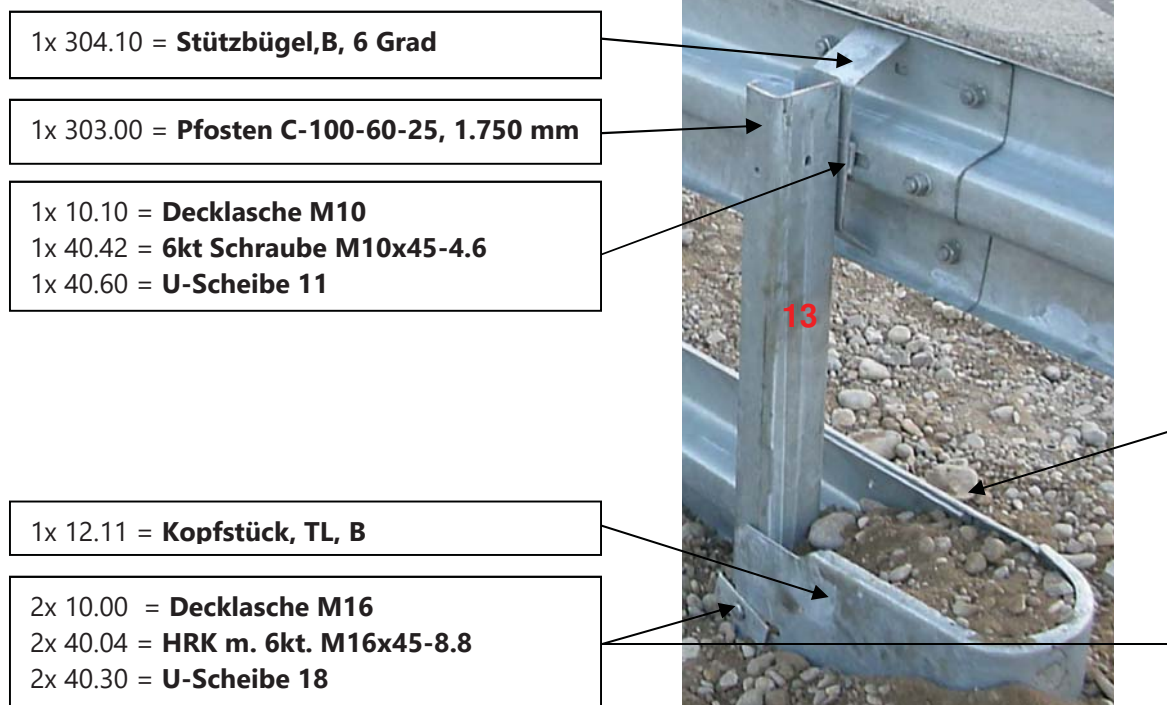 1x 304.10 = Stützbügel,B, 6 Grad
1x 303.00 = Pfosten C-100-60-25, 1.750 mm
1x 10.10 = Decklasche M10
1x 40.42 = 6kt Schraube M10x45-4.6
1x 40.60 = U-Scheibe 11
13
1x 12.11 = Kopfstück, TL, B
2x 10.00 = Decklasche M16
2x 40.04 = HRK m. 6kt. M16x45-8.8
2x 40.30 = U-Scheibe 18